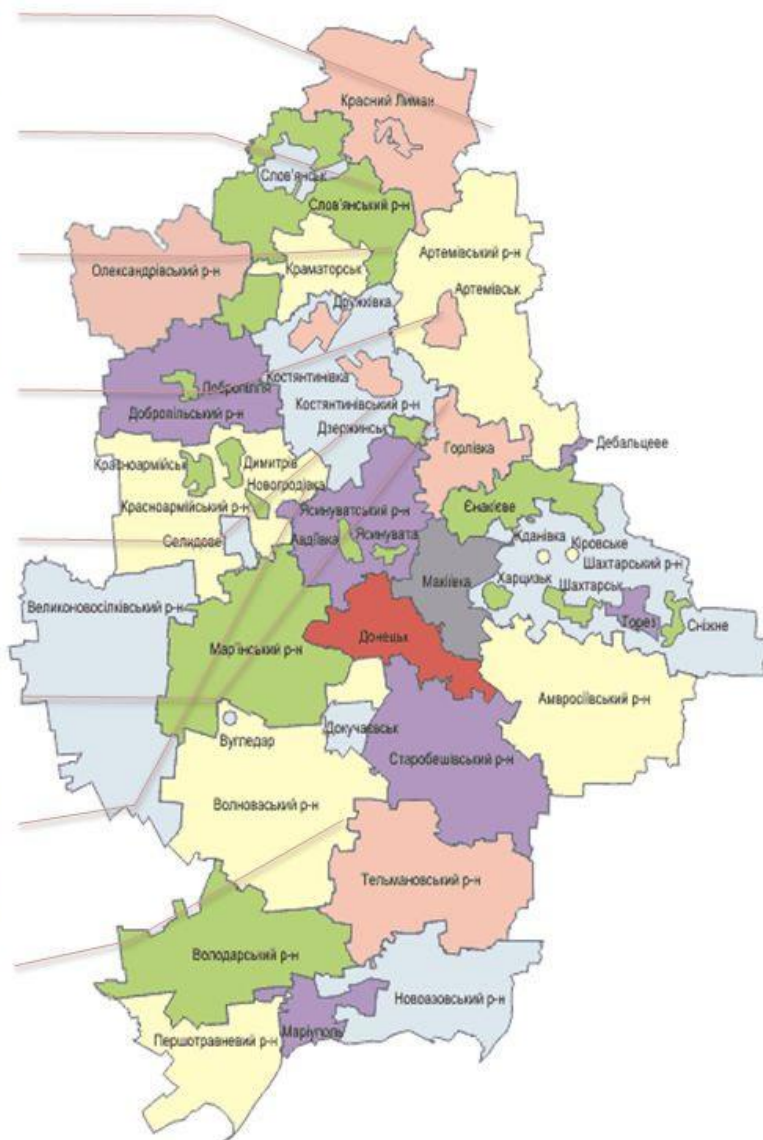 Красний Лиман
Слов'янськ
Слов'янський р-н
Артемівський р-н
Олександрівський р-н
Краматорськ
Артемівськ
Дружківка
Добропілля
Костянтинівка
Костянтинівський р-н
Добропільський р-н
Дзержинськ
Горлівка
Дебальцеве
Красноармійськ
Димитрів
Новогродівка
Красноармійський р-н
Ясинуватський р-н
Єнакієве
Авдіївка
Ясинувата
Жданівка
Кіровське
Шахтарський р-н
Селидове
Макіївка
Харцизьк
Шахтарськ
Великоновосілківський р-н
Торез
Сніжне
Мар'їнський р-н
Донецьк
Амвросіївський р-н
Вугледар
Докучаєвськ
Старобешівський р-н
Волноваський р-н
Тельмановський р-н
Володарський р-н
Новоазовський р-н
Маріуполь
Першотравневий р-н